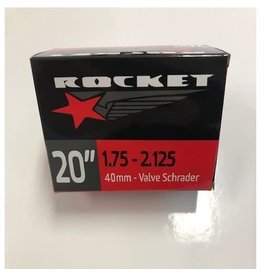 ROCKET
20" 1.75 - 2.125
40mm - Valve Schrader